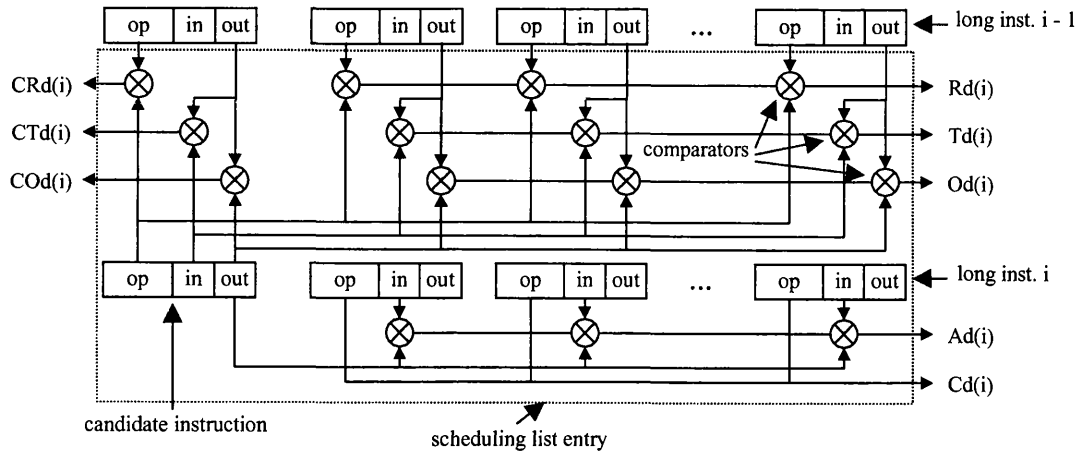 op in out op in out op in out ... op in out long inst. i - 1
CRd(i) Rd(i)
CTd(i) Td(i)
comparators
COd(i) Od(i)
op in out op in out op in out ... op in out long inst. i
Ad(i)
Cd(i)
candidate instruction
scheduling list entry